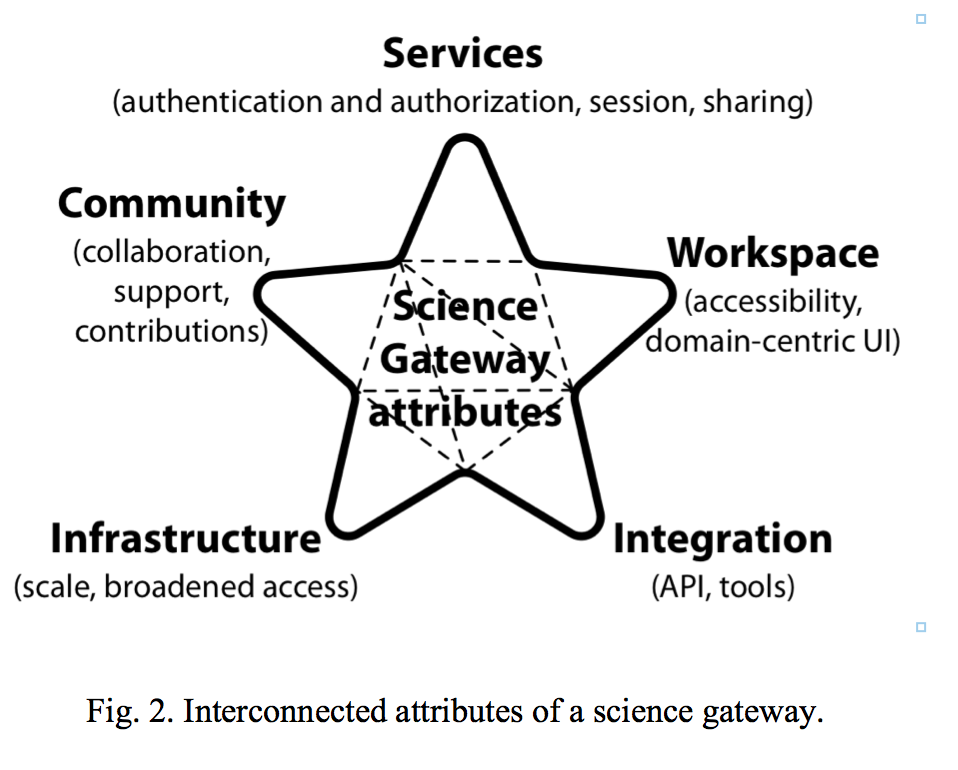 Services
(authentication and authorization, session, sharing)
Community
(collaboration,
support,
contributions)
Workspace
(accessibility,
domain-centric UI)
Science
Gateway
attributes
Infrastructure
(scale, broadened access)
Integration
(API, tools)
Fig. 2. Interconnected attributes of a science gateway.